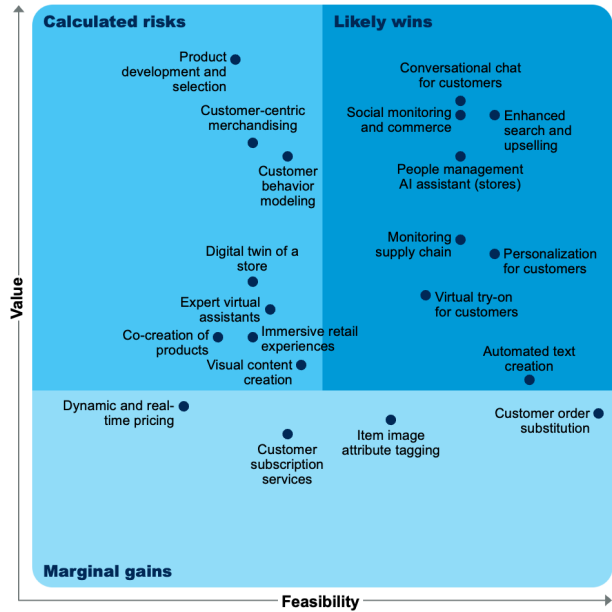 Calculated risks
Likely wins
Product
development and
selection
Customer-centric
merchandising
Customer
behavior
modeling
Digital twin of a
store
Expert virtual
assistants
Co-creation of
products
Immersive retail
experiences
Visual content
creation
Conversational chat
for customers
Social monitoring
and commerce
Enhanced
search and
upselling
People management
AI assistant (stores)
Monitoring
supply chain
Personalization
for customers
Virtual try-on
for customers
Automated text
creation
Dynamic and real-
time pricing
Customer
subscription
services
Item image
attribute tagging
Customer order
substitution
Marginal gains
Value
Feasibility